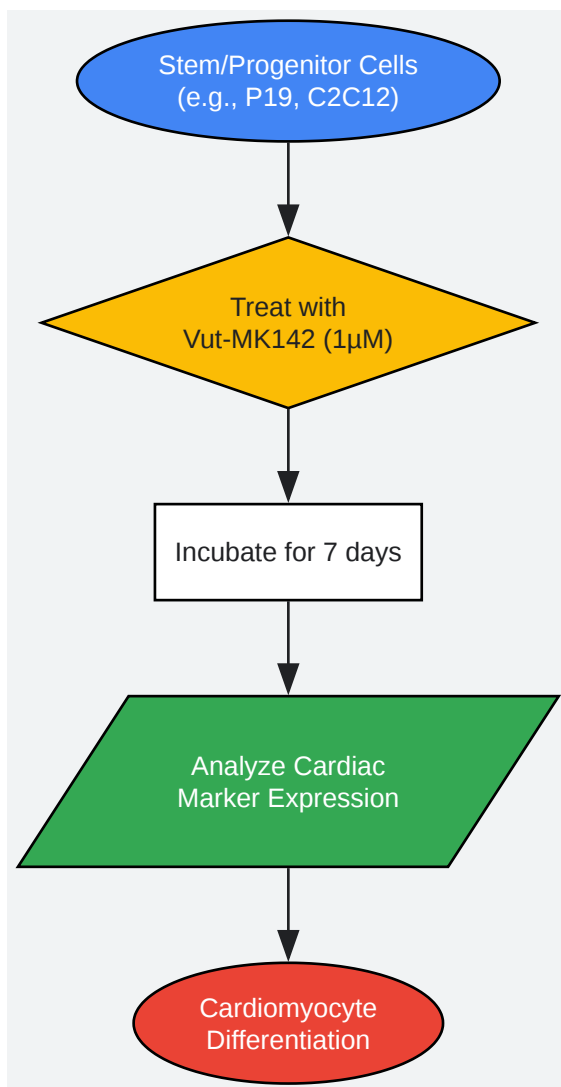 Stem/Progenitor Cells
(e.g., P19, C2C12)
Treat with
Vut-MK142 (1µM)
Incubate for 7 days
Analyze Cardiac
Marker Expression
Cardiomyocyte
Differentiation